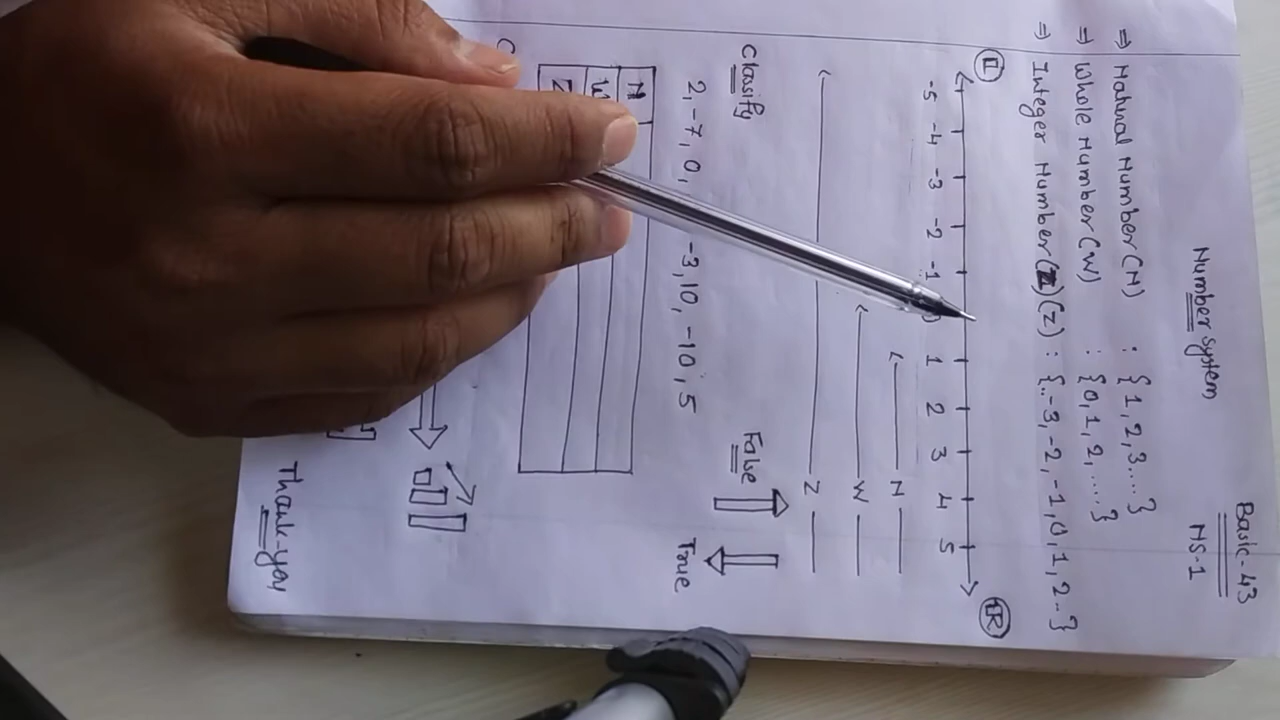 Basic-43
Number system NS-1
⇒ Natural Number(N) : {1,2,3....}
⇒ Whole Number(W) : {0,1,2,....}
⇒ Integer Number(Z)(Z) : {..-3,-2,-1,0,1,2..}
I R
-5 -4 -3 -2 -1 1 2 3 4 5
N
W
Z
Classify False True
2,-7,0, -3,10,-10,5
N
W
Z
Thank-you